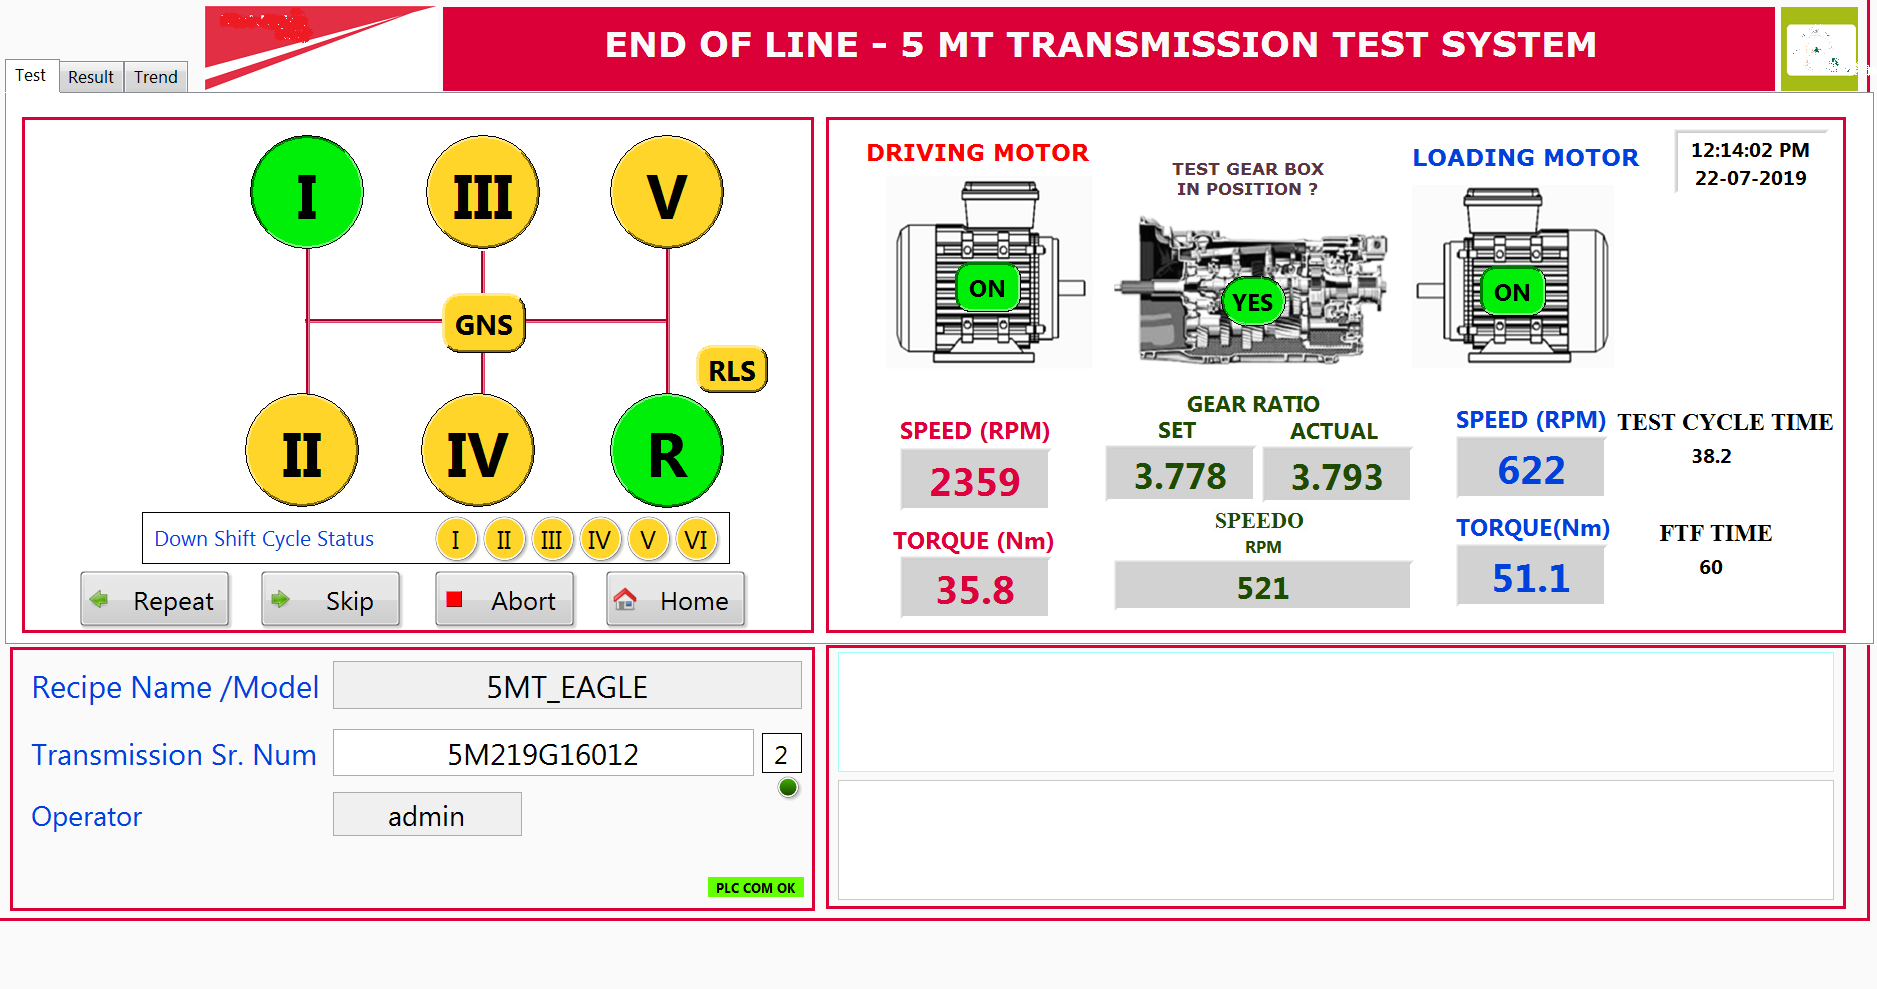 END OF LINE - 5 MT TRANSMISSION TEST SYSTEM
Test Result Trend
I III V
GNS
RLS
II IV R
Down Shift Cycle Status I II III IV V VI
Repeat Skip Abort Home
DRIVING MOTOR
TEST GEAR BOX
IN POSITION ?
LOADING MOTOR
12:14:02 PM
22-07-2019
ON
YES
ON
GEAR RATIO
SET ACTUAL
SPEED (RPM)
2359
3.778 3.793
SPEED (RPM)
622
TEST CYCLE TIME
38.2
TORQUE (Nm)
35.8
SPEEDO
RPM
521
TORQUE(Nm)
51.1
FTF TIME
60
Recipe Name /Model 5MT_EAGLE
Transmission Sr. Num 5M219G16012 2
Operator admin
PLC COM OK